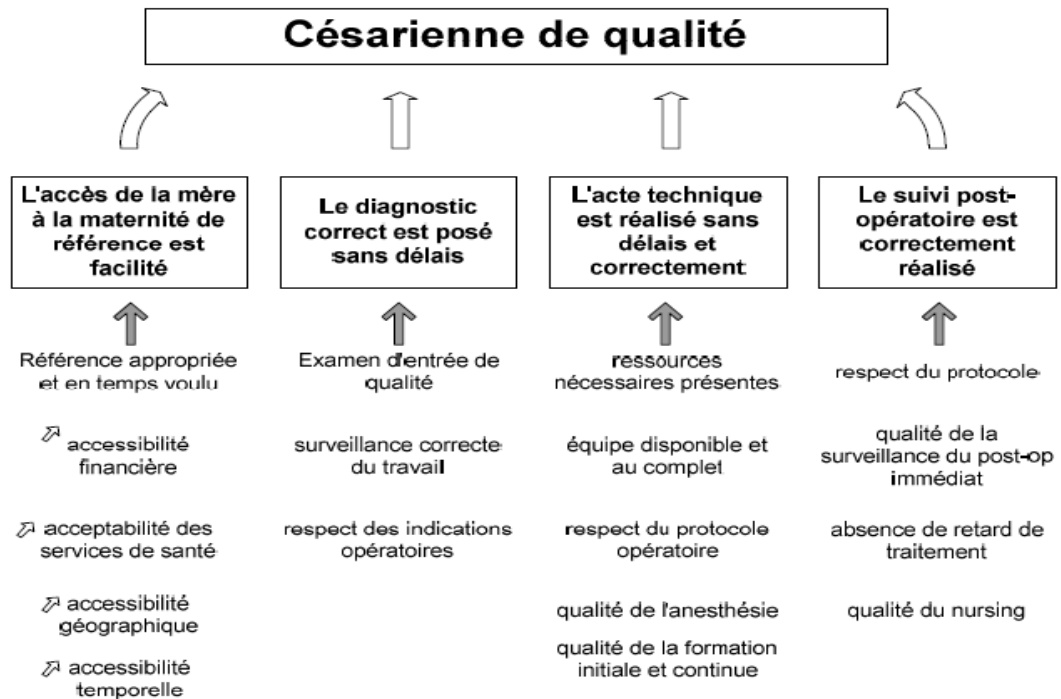 Césarienne de qualité
L'accès de la mère
à la maternité de
référence est
facilité
Le diagnostic
correct est posé
sans délais
L'acte technique
est réalisé sans
délais et
correctement
Le suivi post-
opératoire est
correctement
réalisé
Référence appropriée
et en temps voulu
accessibilité
financière
acceptabilité des
services de santé
accessibilité
géographique
accessibilité
temporelle
Examen d'entrée de
qualité
surveillance correcte
du travail
respect des indications
opératoires
ressources
nécessaires présentes
équipe disponible et
au complet
respect du protocole
opératoire
qualité de l'anesthésie
qualité de la formation
initiale et continue
respect du protocole
qualité de la
surveillance du post-op
immédiat
absence de retard de
traitement
qualité du nursing